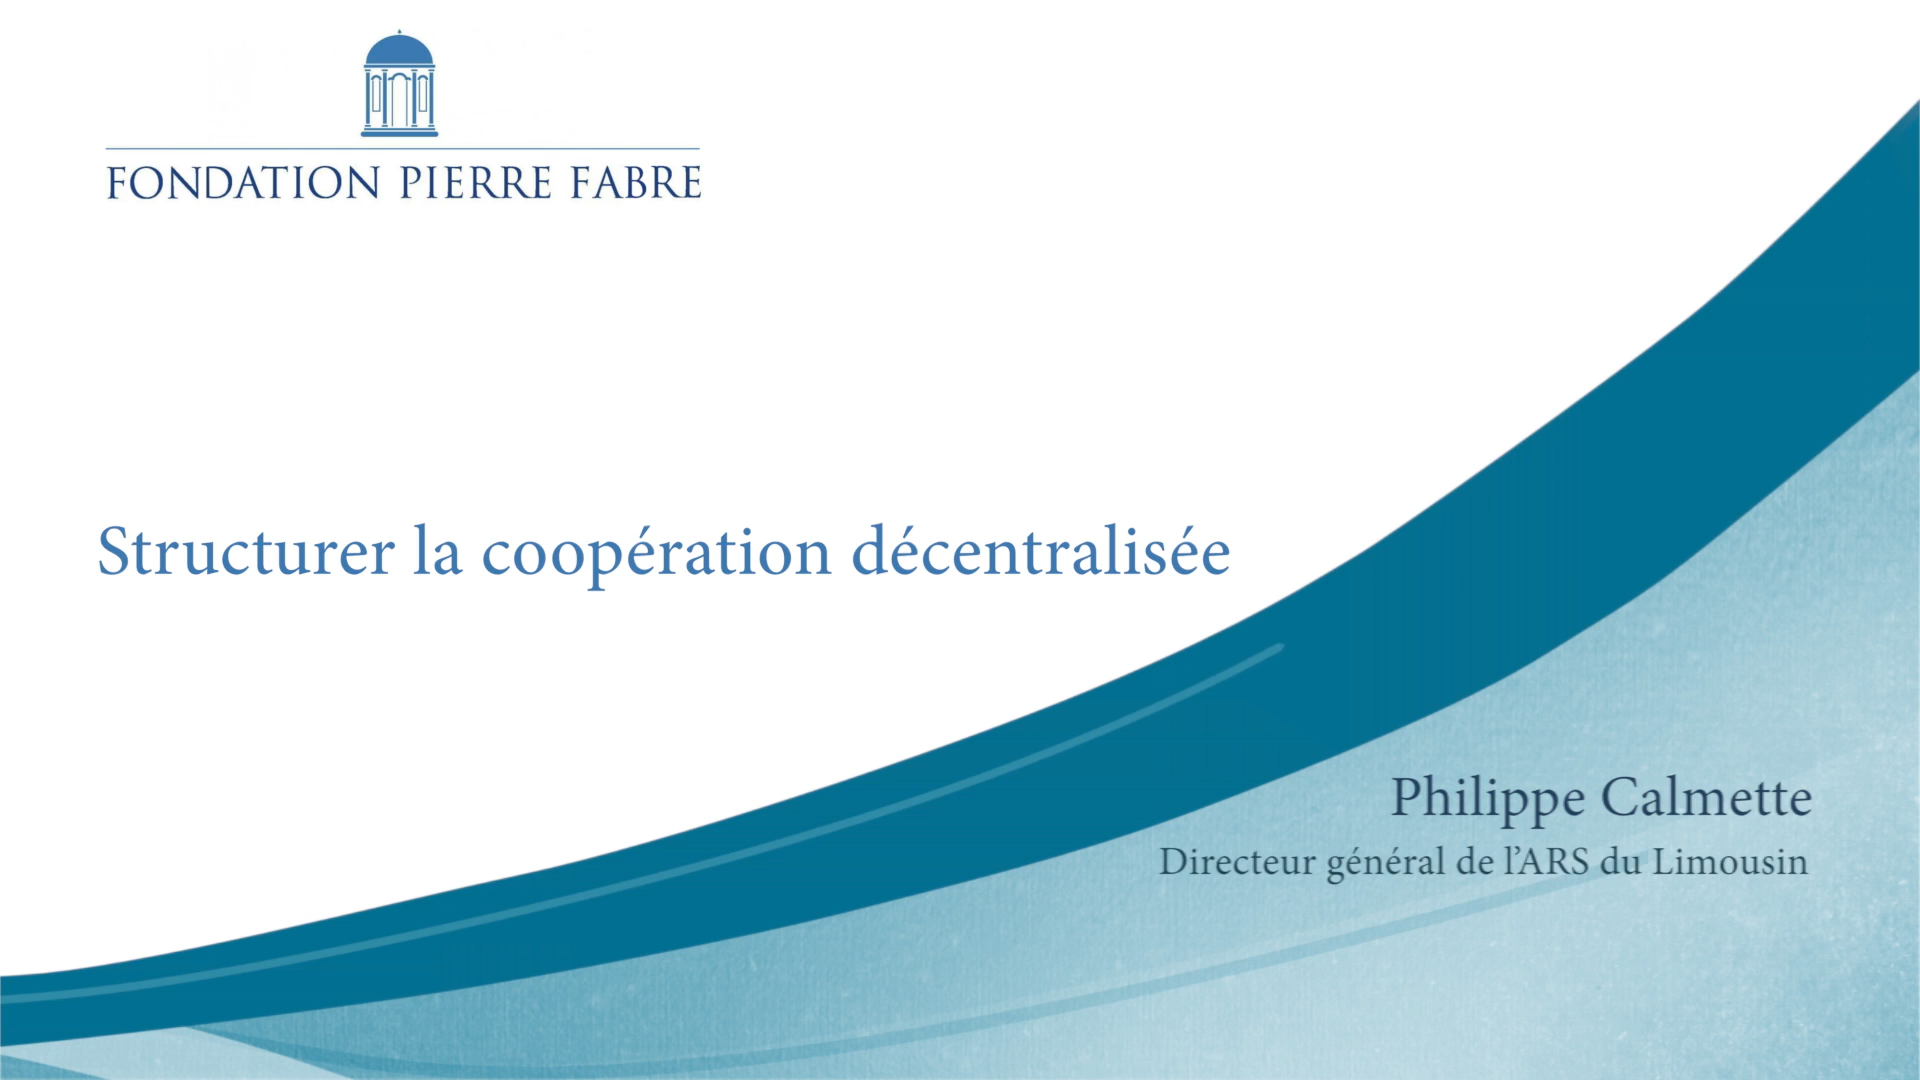 FONDATION PIERRE FABRE
Structurer la coopération décentralisée
Philippe Calmette
Directeur général de l’ARS du Limousin